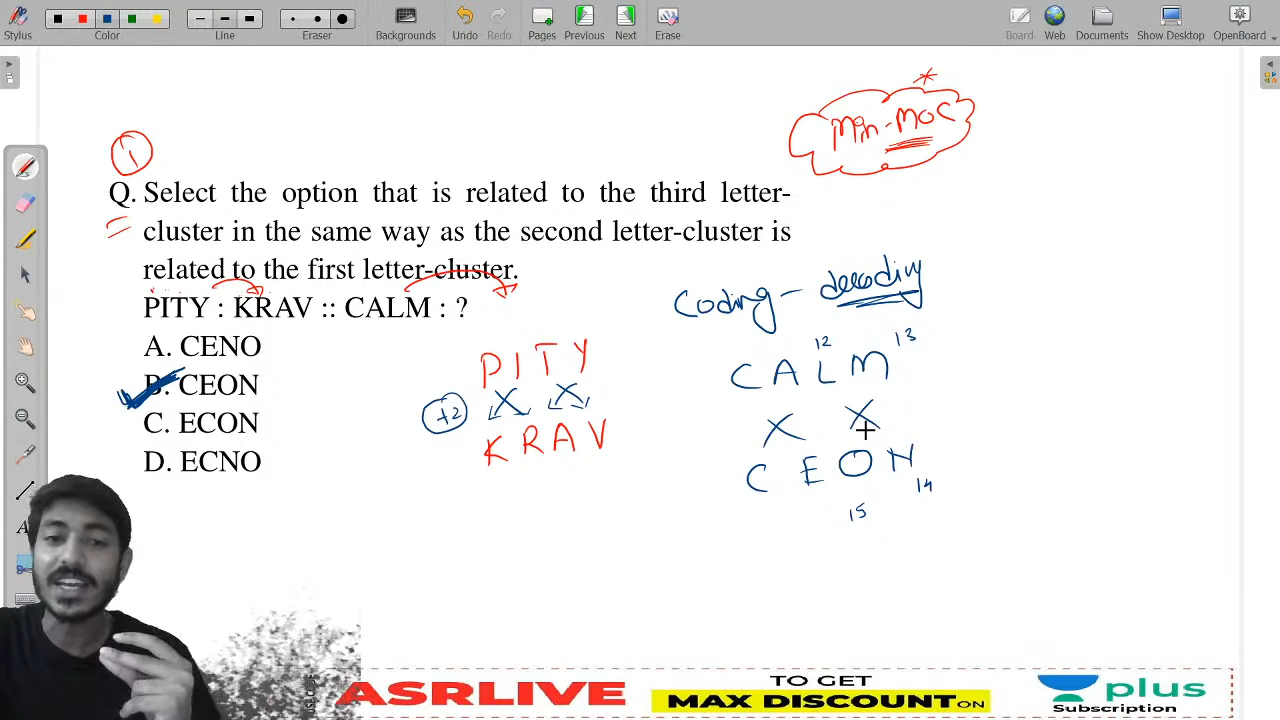 Stylus
Color
Line
Eraser
Backgrounds
Undo
Redo
Pages
Previous
Next
Erase
Board
Web
Documents
Show Desktop
OpenBoard
Min-MOC
1
Q. Select the option that is related to the third letter-
cluster in the same way as the second letter-cluster is
related to the first letter-cluster.
PITY : KRAV :: CALM : ?
A. CENO
B. CEON
C. ECON
D. ECNO
PITY
+2
KRAV
Coding - decoding
12 13
CALM
CEON
15 14
ASRLIVE
TO GET
MAX DISCOUNT ON
plus
Subscription